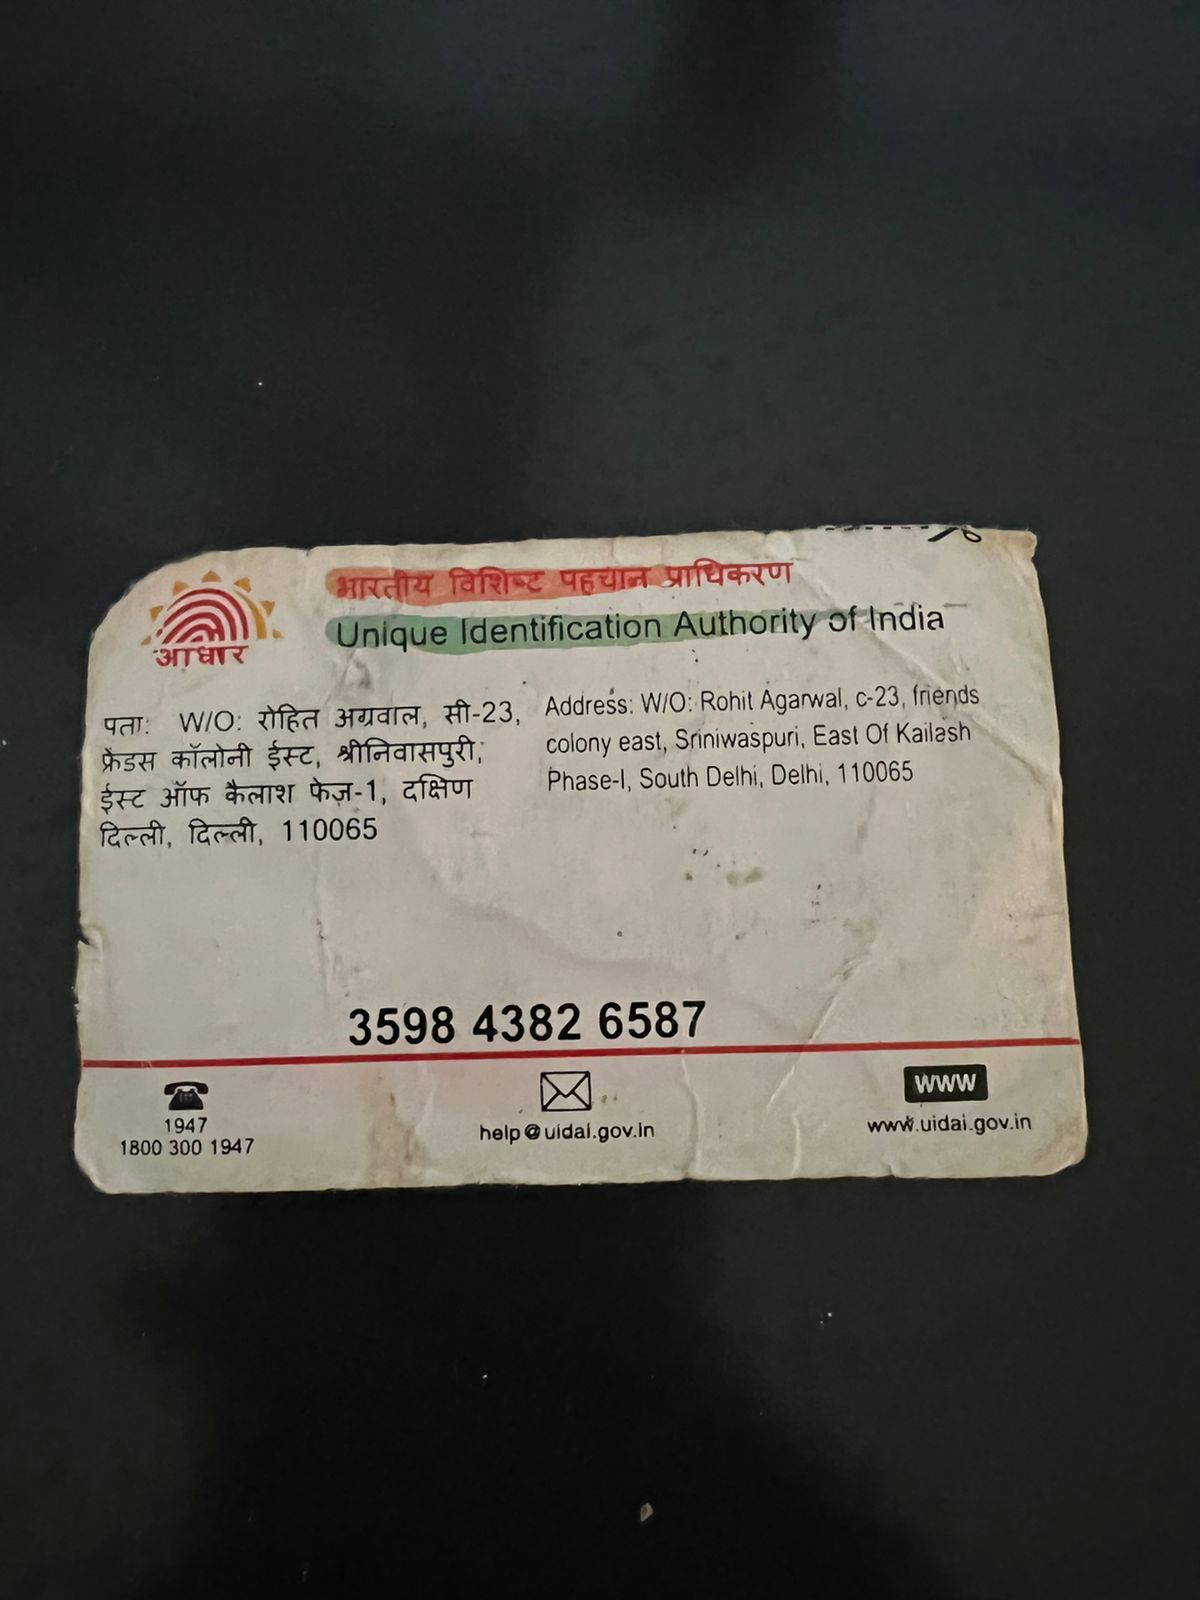 भारतीय विशिष्ट पहचान प्राधिकरण
Unique Identification Authority of India
आधार
पता: W/O: रोहित अग्रवाल, सी-23,
फ्रेंडस कॉलोनी ईस्ट, श्रीनिवासपुरी,
ईस्ट ऑफ कैलाश फेज़-1, दक्षिण
दिल्ली, दिल्ली, 110065
Address: W/O: Rohit Agarwal, c-23, friends
colony east, Sriniwaspuri, East Of Kailash
Phase-I, South Delhi, Delhi, 110065
3598 4382 6587
1947
1800 300 1947
help@uidai.gov.in
www
www.uidai.gov.in